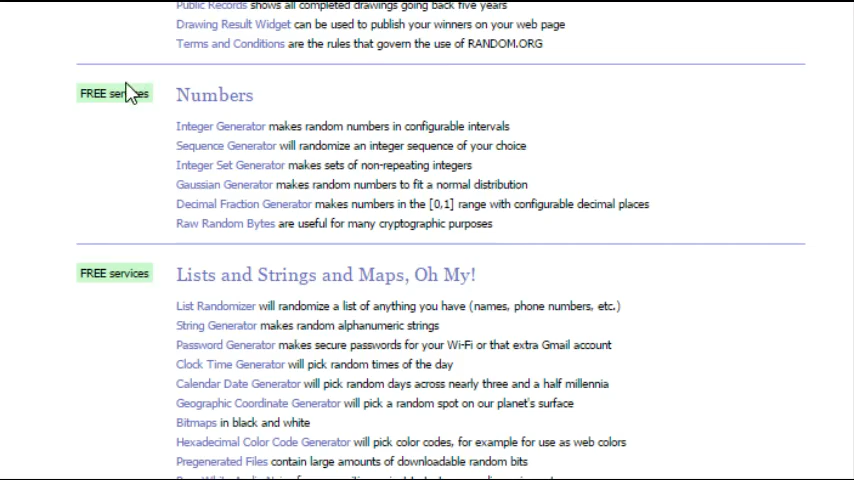 Public Records shows all completed drawings going back five years
Drawing Result Widget can be used to publish your winners on your web page
Terms and Conditions are the rules that govern the use of RANDOM.ORG
FREE services
Numbers
Integer Generator makes random numbers in configurable intervals
Sequence Generator will randomize an integer sequence of your choice
Integer Set Generator makes sets of non-repeating integers
Gaussian Generator makes random numbers to fit a normal distribution
Decimal Fraction Generator makes numbers in the [0,1] range with configurable decimal places
Raw Random Bytes are useful for many cryptographic purposes
FREE services
Lists and Strings and Maps, Oh My!
List Randomizer will randomize a list of anything you have (names, phone numbers, etc.)
String Generator makes random alphanumeric strings
Password Generator makes secure passwords for your Wi-Fi or that extra Gmail account
Clock Time Generator will pick random times of the day
Calendar Date Generator will pick random days across nearly three and a half millennia
Geographic Coordinate Generator will pick a random spot on our planet's surface
Bitmaps in black and white
Hexadecimal Color Code Generator will pick color codes, for example for use as web colors
Pregenerated Files contain large amounts of downloadable random bits